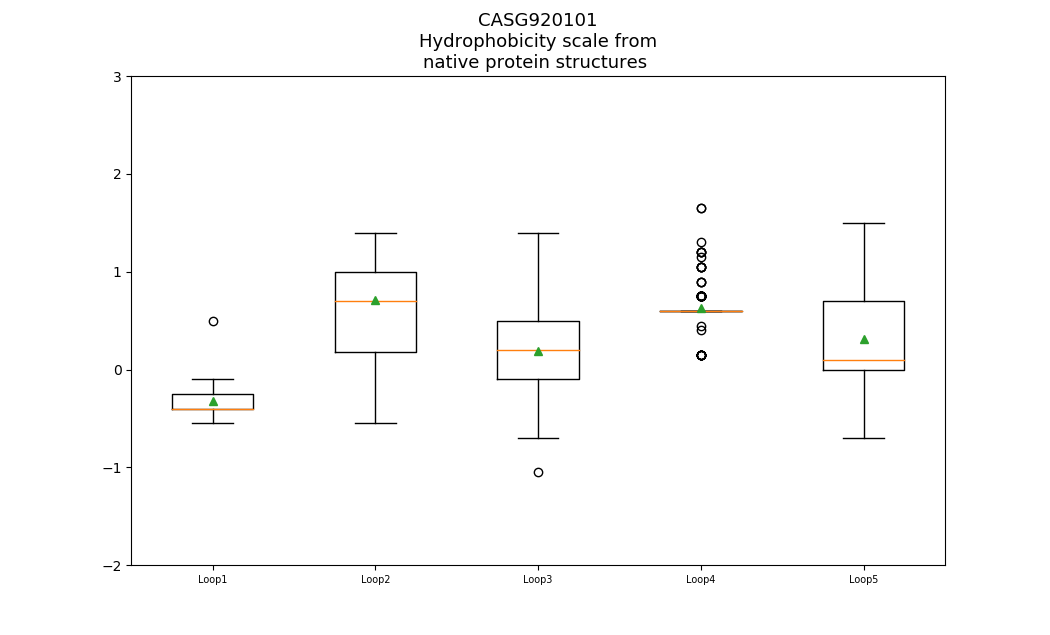 CASG920101
Hydrophobicity scale from
native protein structures
3
2
1
0
−1
−2
Loop1 Loop2 Loop3 Loop4 Loop5